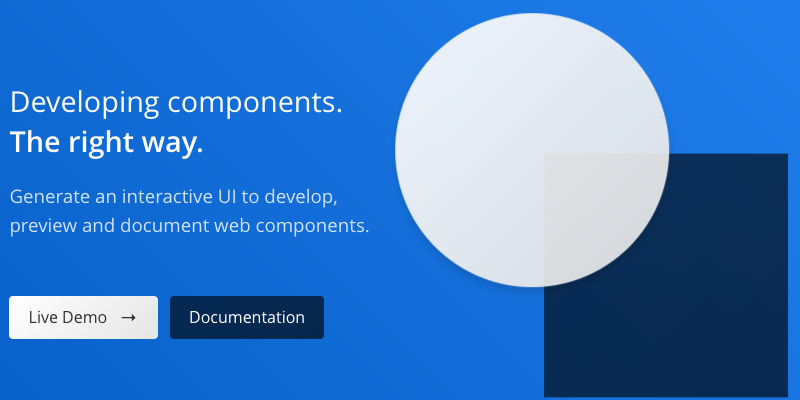 Developing components.
The right way.
Generate an interactive UI to develop,
preview and document web components.
Live Demo →
Documentation